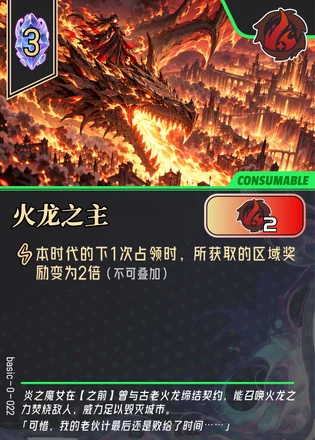 3
CONSUMABLE
火龙之主
2
本时代的下1次占领时，所获取的区域奖
励变为2倍（不可叠加）
basic-0-022
炎之魔女在【之前】曾与古老火龙缔结契约，能召唤火龙之
力焚烧敌人，威力足以毁灭城市。
「可惜，我的老伙计最后还是败给了时间……」